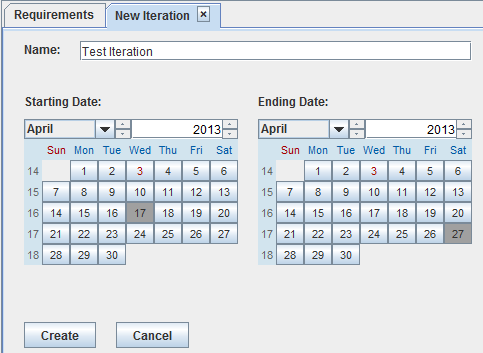 Requirements New Iteration
Name: Test Iteration
Starting Date: Ending Date:
April 2013 April 2013
Sun Mon Tue Wed Thu Fri Sat Sun Mon Tue Wed Thu Fri Sat
14 1 2 3 4 5 6 14 1 2 3 4 5 6
15 7 8 9 10 11 12 13 15 7 8 9 10 11 12 13
16 14 15 16 17 18 19 20 16 14 15 16 17 18 19 20
17 21 22 23 24 25 26 27 17 21 22 23 24 25 26 27
18 28 29 30 18 28 29 30
Create Cancel